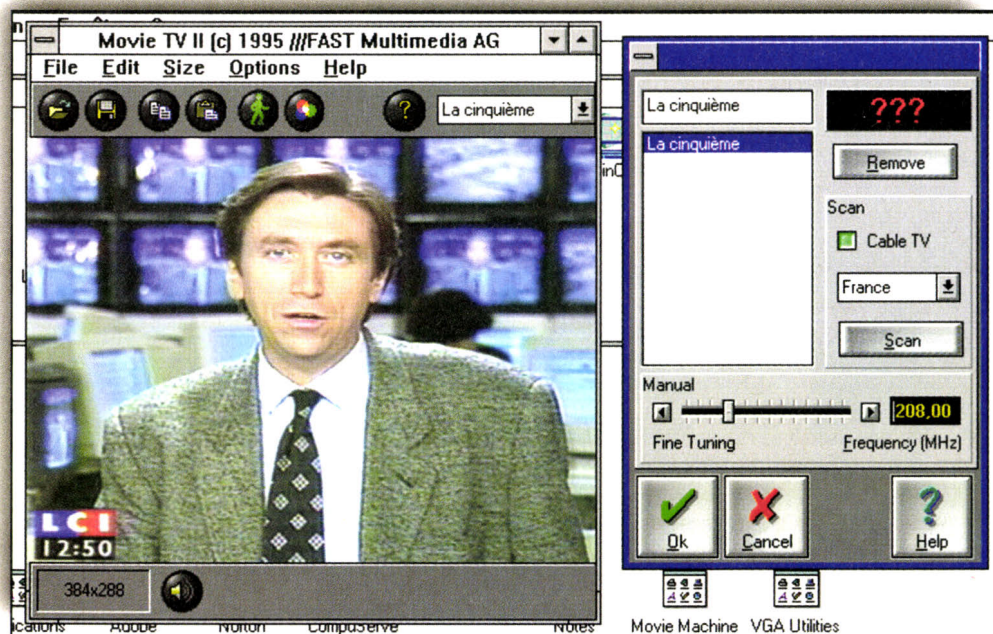 Movie TV II (c) 1995 ///FAST Multimedia AG
File Edit Size Options Help
? La cinquième
LCI
12:50
384x288
La cinquième
???
La cinquième
Remove
Scan
Cable TV
France
Scan
Manual
208,00
Fine Tuning
Frequency (MHz)
Ok
Cancel
?
Help
Adobe
Norton
CompuServe
Notes
Movie Machine
VGA Utilities